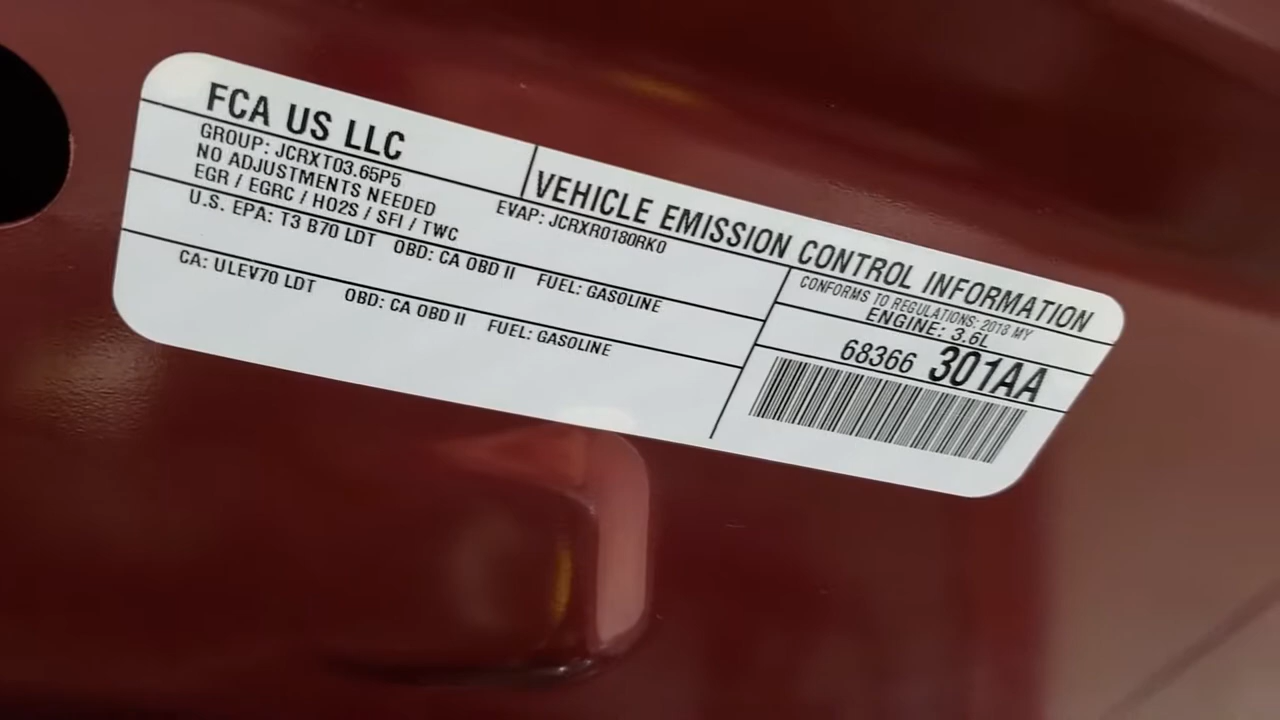 FCA US LLC
VEHICLE EMISSION CONTROL INFORMATION
GROUP: JCRXT03.65P5
EVAP: JCRXR0180RK0
NO ADJUSTMENTS NEEDED
EGR / EGRC / HO2S / SFI / TWC
U.S. EPA: T3 B70 LDT OBD: CA OBD II FUEL: GASOLINE
CA: ULEV70 LDT OBD: CA OBD II FUEL: GASOLINE
CONFORMS TO REGULATIONS: 2018 MY
ENGINE: 3.6L
68366 301AA